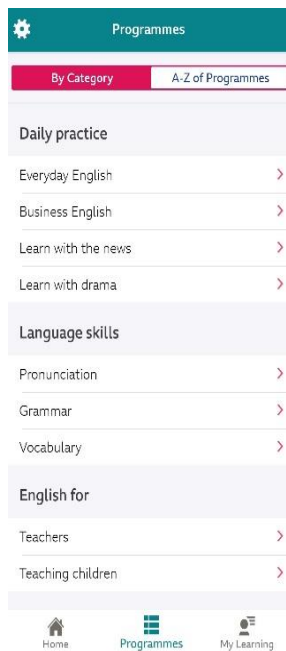 Programmes
By Category A-Z of Programmes
Daily practice
Everyday English
Business English
Learn with the news
Learn with drama
Language skills
Pronunciation
Grammar
Vocabulary
English for
Teachers
Teaching children
Home Programmes My Learning